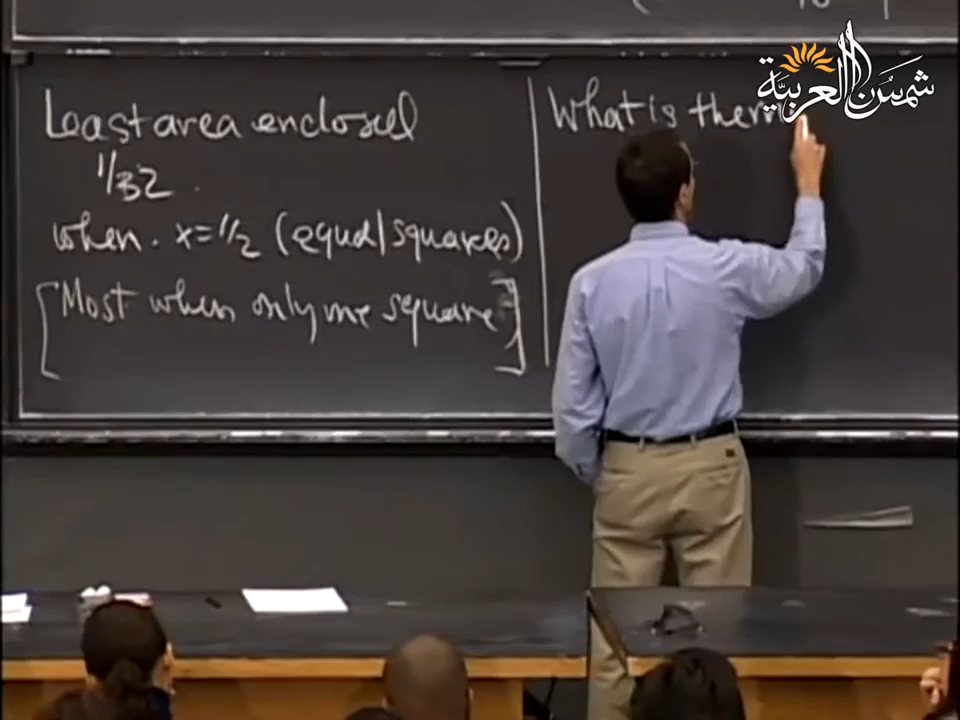 Least area enclosed
1/32.
when. x=1/2 (equal squares)
[Most when only one square]
What is the
شمس العربية